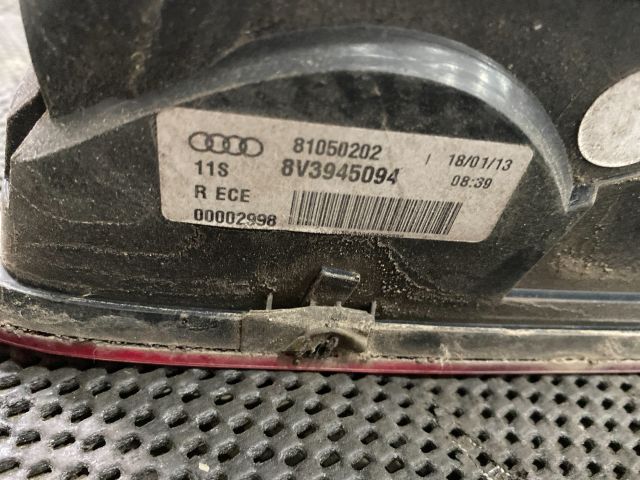 81050202 | 18/01/13
11S 8V3945094 08:39
R ECE
00002998